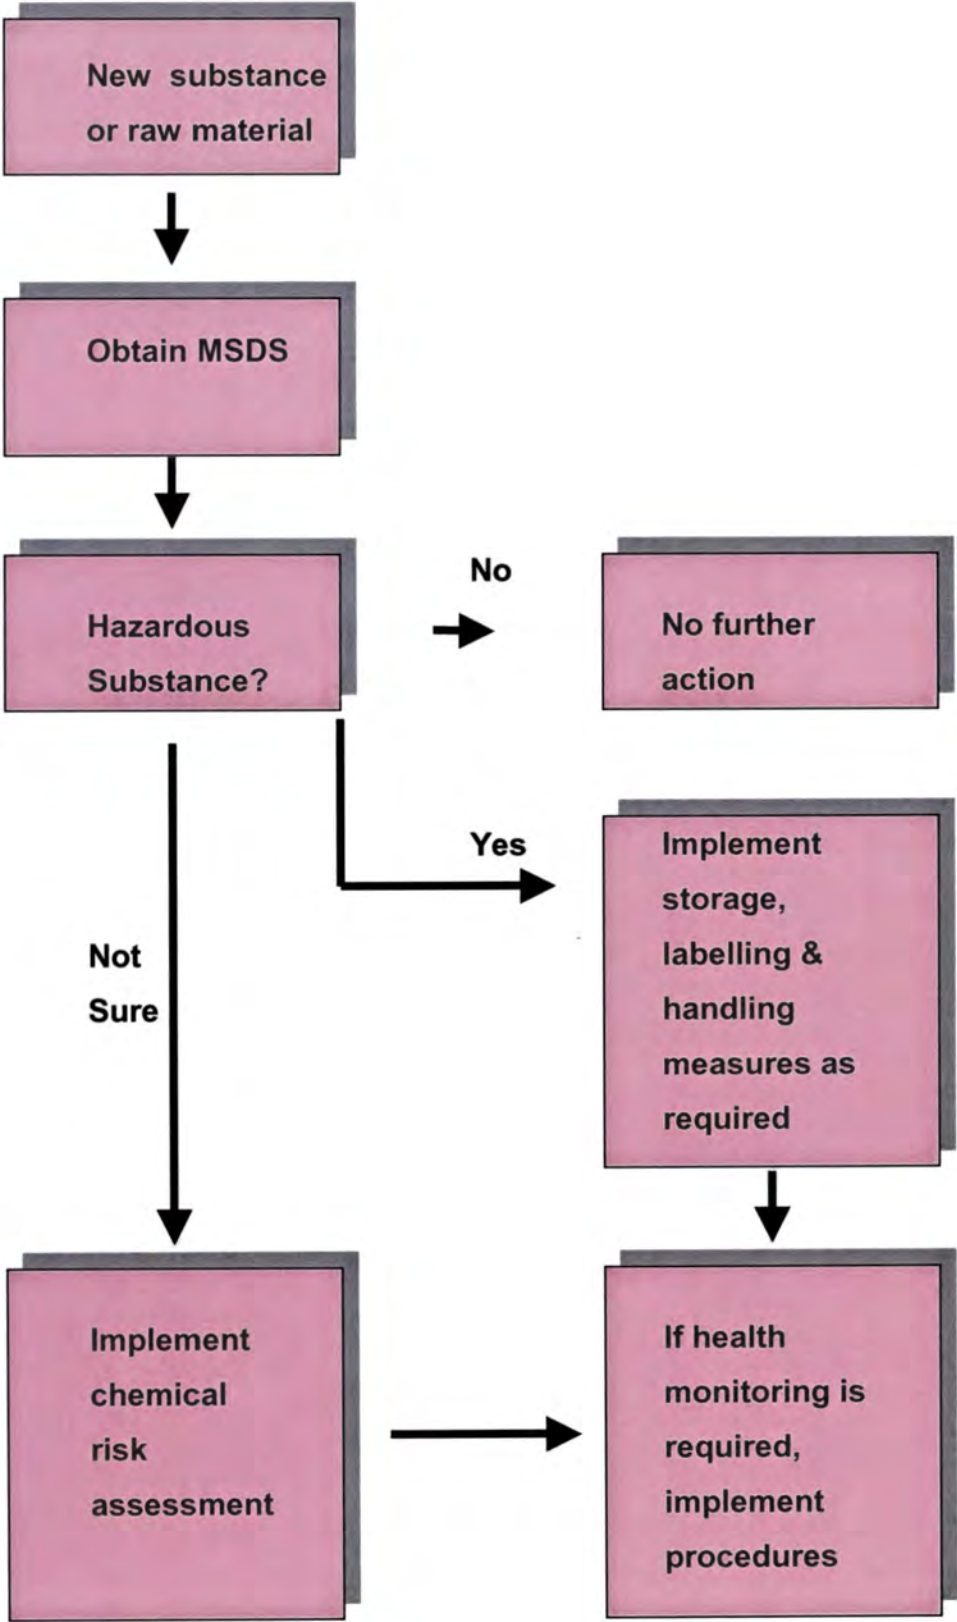 New substance
or raw material
Obtain MSDS
Hazardous
Substance?
No
No further
action
Yes
Implement
storage,
labelling &
handling
measures as
required
Not
Sure
Implement
chemical
risk
assessment
If health
monitoring is
required,
implement
procedures